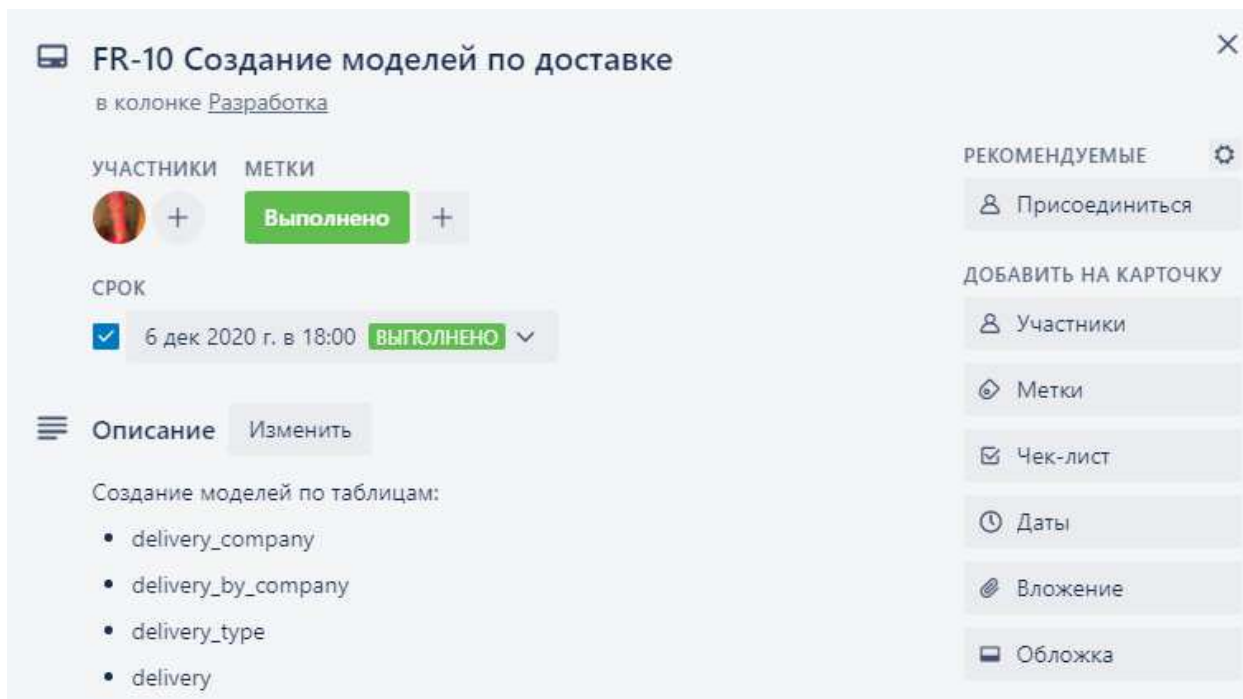 FR-10 Создание моделей по доставке
в колонке Разработка
УЧАСТНИКИ МЕТКИ
Выполнено
СРОК
6 дек 2020 г. в 18:00 ВЫПОЛНЕНО
Описание Изменить
Создание моделей по таблицам:
• delivery_company
• delivery_by_company
• delivery_type
• delivery
РЕКОМЕНДУЕМЫЕ
Присоединиться
ДОБАВИТЬ НА КАРТОЧКУ
Участники
Метки
Чек-лист
Даты
Вложение
Обложка